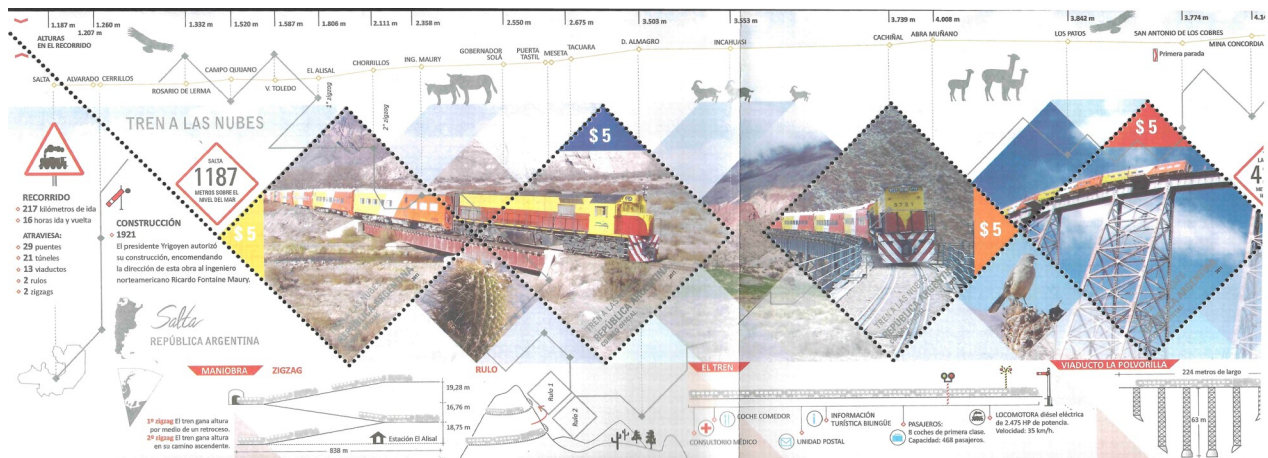 1.187 m
1.207 m
1.260 m
1.332 m
1.520 m
1.587 m
1.806 m
2.111 m
2.358 m
2.550 m
2.675 m
3.503 m
3.553 m
3.739 m
4.008 m
3.842 m
3.774 m
ALTURAS
EN EL RECORRIDO
SALTA
ALVARADO
CERRILLOS
ROSARIO DE LERMA
CAMPO QUIJANO
V. TOLEDO
EL ALISAL
CHORRILLOS
ING. MAURY
GOBERNADOR
SOLÁ
PUERTA
TASTIL
MESETA
TACUARA
D. ALMAGRO
INCAHUASI
CACHIÑAL
ABRA MUÑANO
LOS PATOS
SAN ANTONIO DE LOS COBRES
MINA CONCORDIA
Primera parada
1º zigzag
2º zigzag
TREN A LAS NUBES
SALTA
1187
METROS SOBRE EL
NIVEL DEL MAR
RECORRIDO
217 kilómetros de ida
16 horas ida y vuelta
ATRAVIESA:
29 puentes
21 túneles
13 viaductos
2 rulos
2 zigzags
CONSTRUCCIÓN
1921
El presidente Yrigoyen autorizó
su construcción, encomendando
la dirección de esta obra al ingeniero
norteamericano Ricardo Fontaine Maury.
Salta
REPÚBLICA ARGENTINA
$5
$5
TREN A LAS NUBES
REPÚBLICA ARGENTINA
CORREO OFICIAL
$5
TREN A LAS NUBES
REPÚBLICA ARGENTINA
$5
MANIOBRA
ZIGZAG
1º zigzag El tren gana altura
por medio de un retroceso.
2º zigzag El tren gana altura
en su camino ascendente.
19,28 m
16,76 m
18,75 m
Estación El Alisal
838 m
RULO
Rulo 1
Rulo 2
EL TREN
COCHE COMEDOR
CONSULTORIO MÉDICO
INFORMACIÓN
TURÍSTICA BILINGÜE
UNIDAD POSTAL
PASAJEROS:
8 coches de primera clase.
Capacidad: 468 pasajeros.
LOCOMOTORA diésel eléctrica
de 2.475 HP de potencia.
Velocidad: 35 km/h.
VIADUCTO LA POLVORILLA
224 metros de largo
63 m